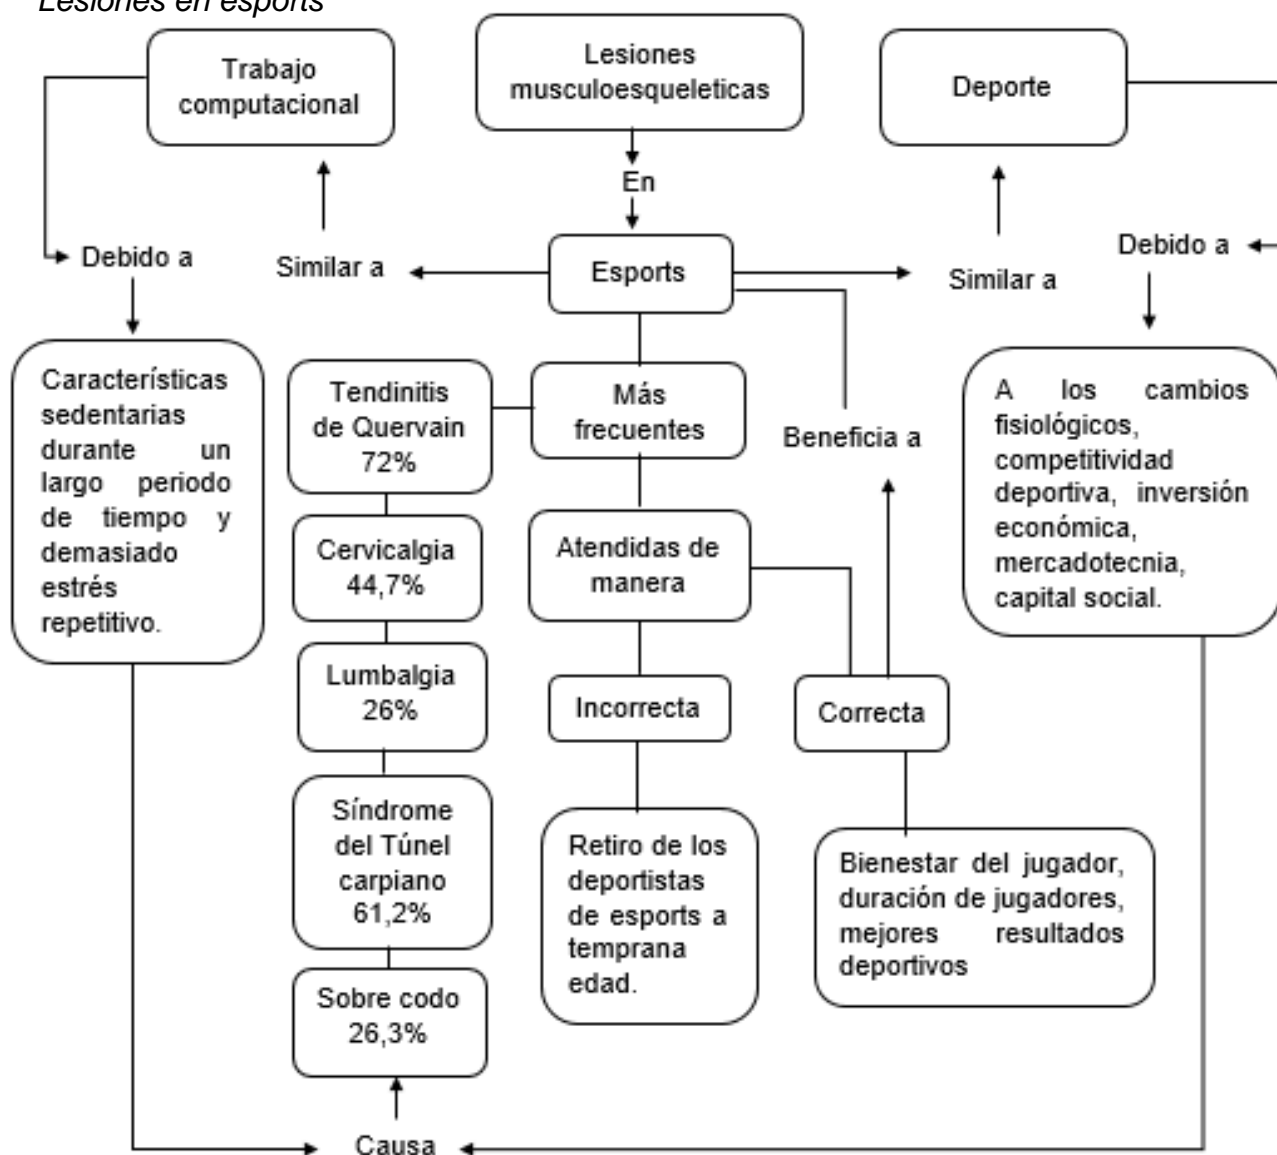 Lesiones en esports
Trabajo
computacional
Lesiones
musculoesqueleticas
Deporte
En
Debido a
Similar a
Esports
Similar a
Debido a
Características
sedentarias
durante un
largo periodo
de tiempo y
demasiado
estrés
repetitivo.
Tendinitis
de Quervain
72%
Más
frecuentes
Beneficia a
A los cambios
fisiológicos,
competitividad
deportiva, inversión
económica,
mercadotecnia,
capital social.
Cervicalgia
44,7%
Atendidas de
manera
Lumbalgia
26%
Incorrecta
Correcta
Síndrome
del Túnel
carpiano
61,2%
Retiro de los
deportistas
de esports a
temprana
edad.
Bienestar del jugador,
duración de jugadores,
mejores resultados
deportivos
Sobre codo
26,3%
Causa